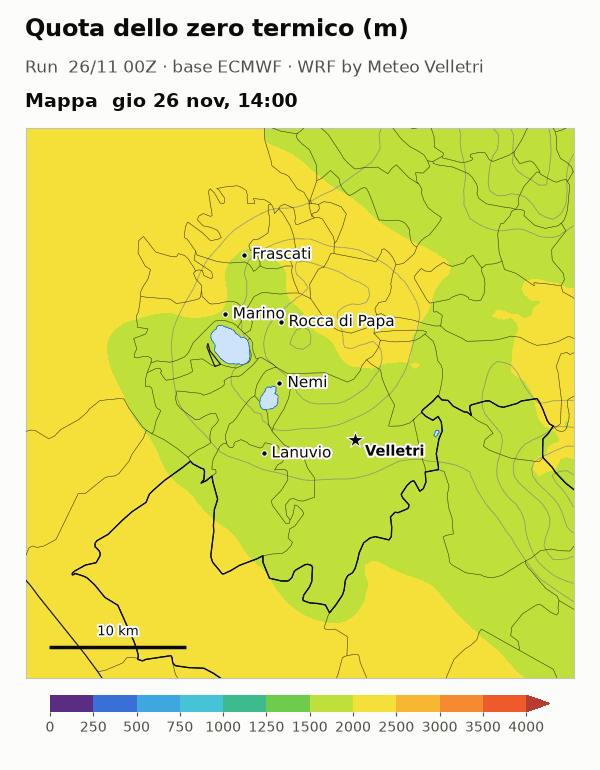 Quota dello zero termico (m)
Run  26/11 00Z · base ECMWF · WRF by Meteo Velletri
Mappa  gio 26 nov, 14:00
Frascati
Marino
Rocca di Papa
Nemi
Velletri
Lanuvio
10 km
0 250 500 750 1000 1250 1500 2000 2500 3000 3500 4000